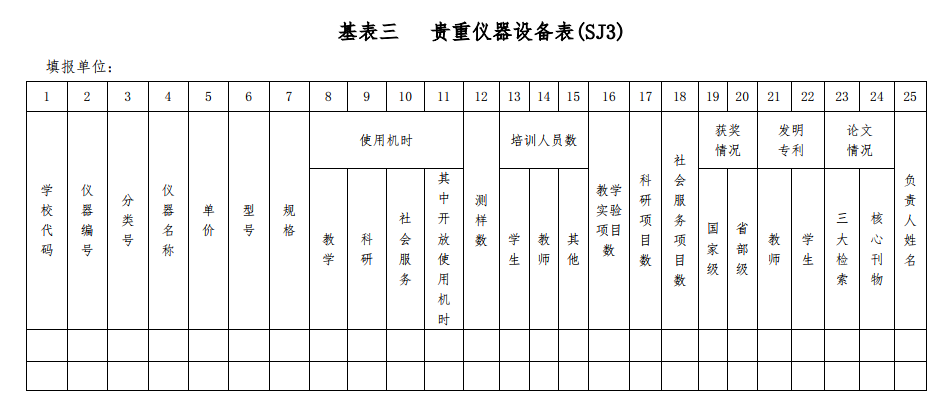 基表三 贵重仪器设备表(SJ3)
填报单位：
1 2 3 4 5 6 7 8 9 10 11 12 13 14 15 16 17 18 19 20 21 22 23 24 25
学校代码
仪器编号
分类号
仪器名称
单价
型号
规格
使用机时
教学
科研
社会服务
其中开放使用机时
测样数
培训人员数
学生
教师
其他
教学实验项目数
科研项目数
社会服务项目数
获奖情况
国家级
省部级
发明专利
教师
学生
论文情况
三大检索
核心刊物
负责人姓名